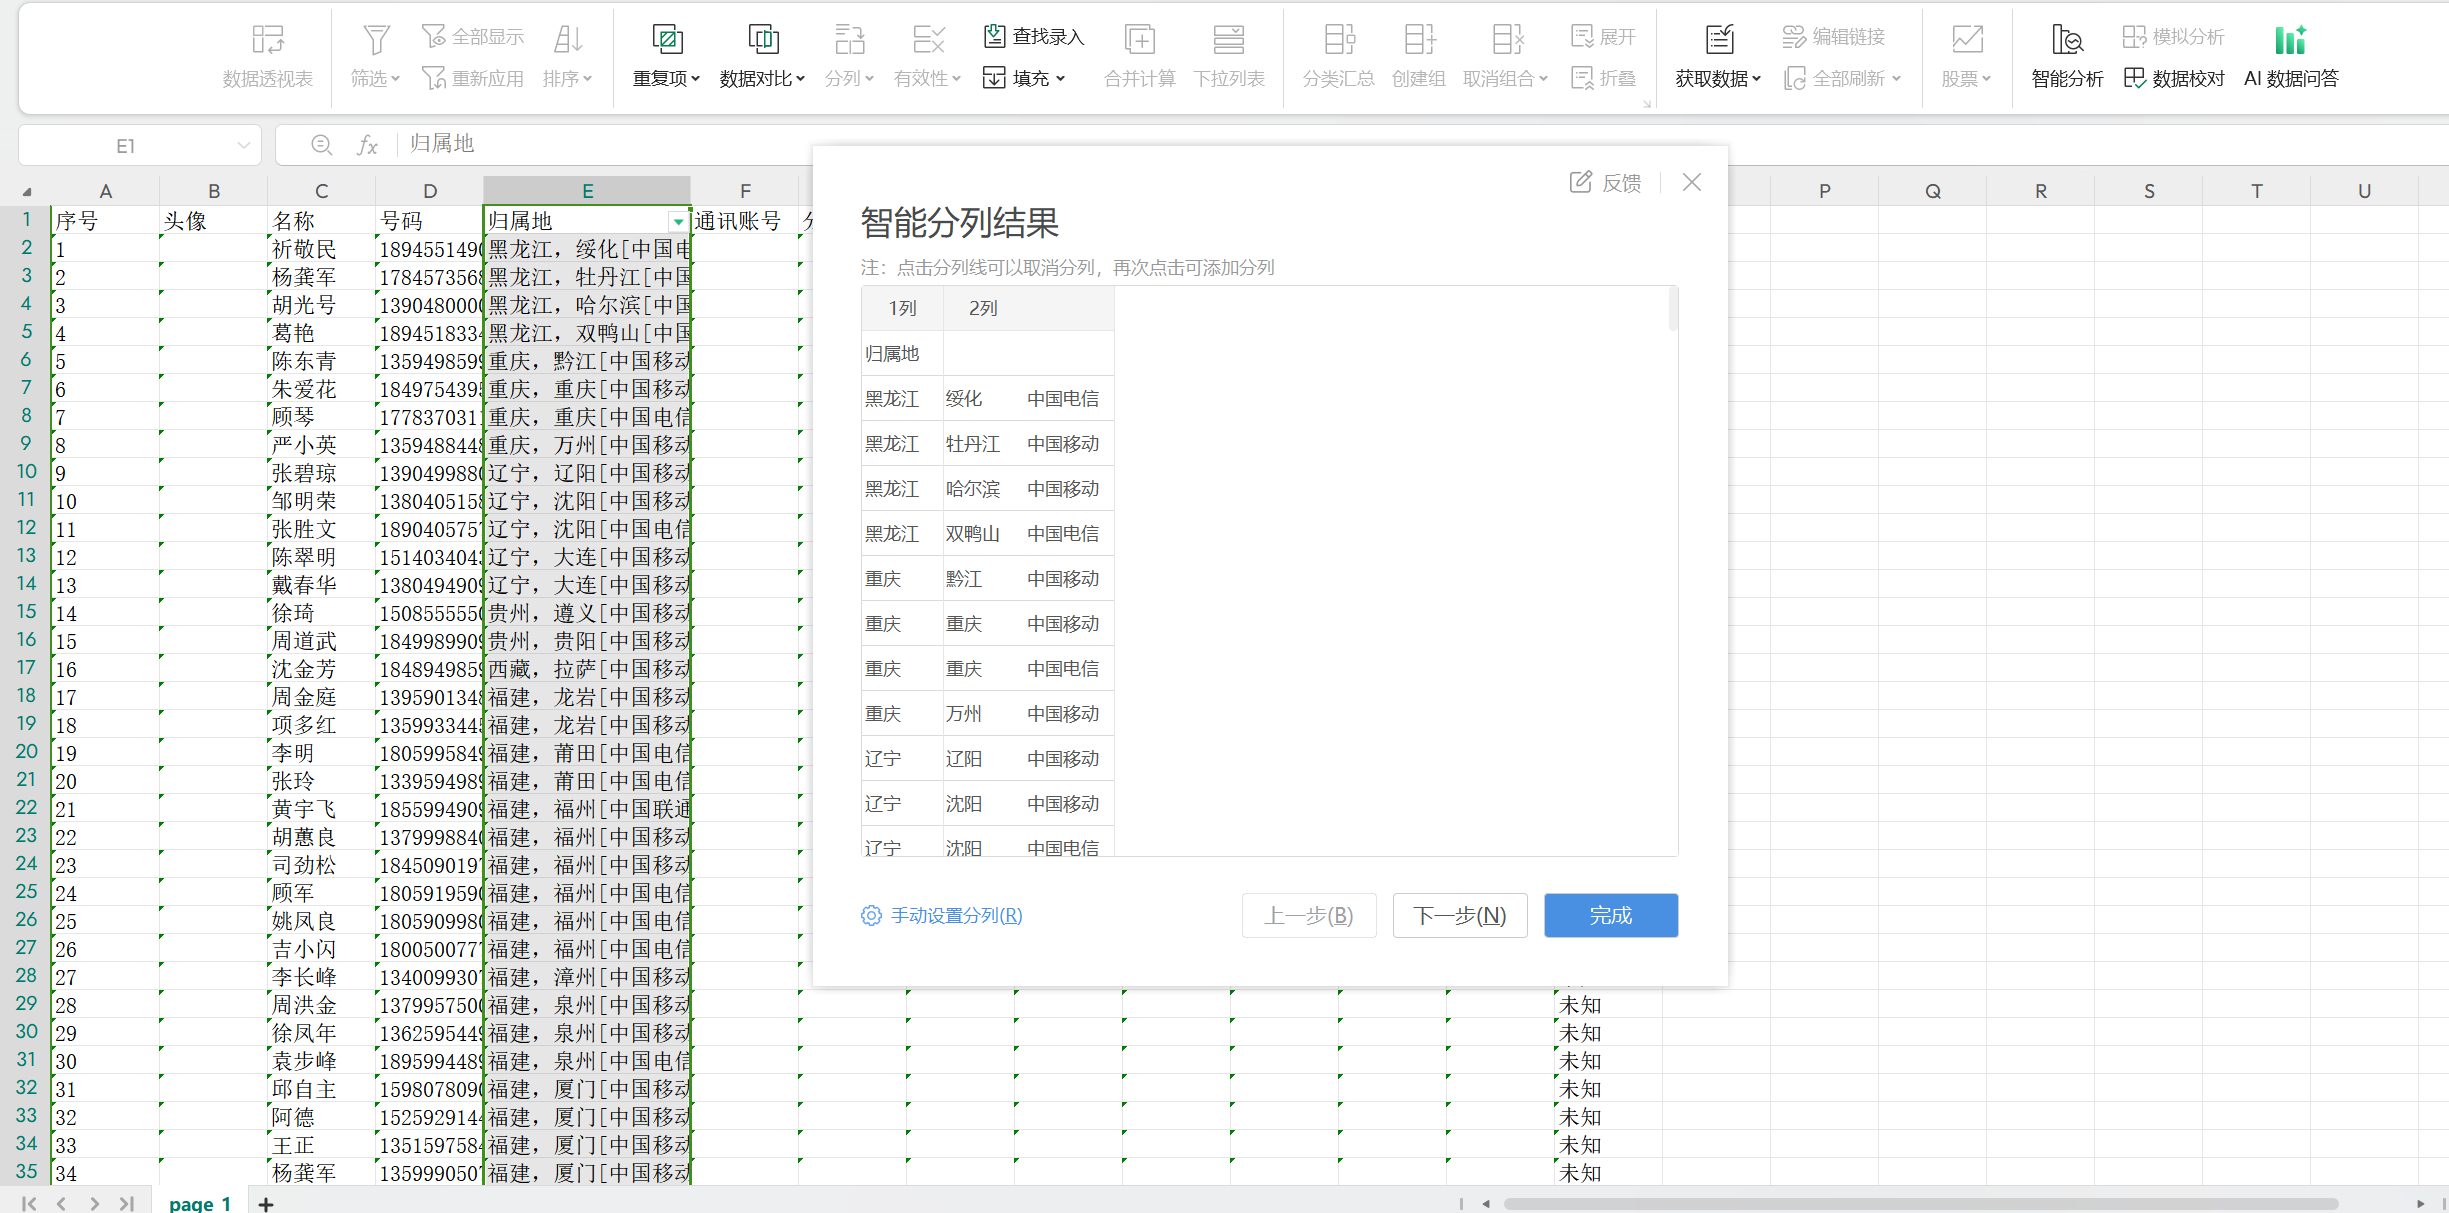 全部显示 查找录入 展开 编辑链接 模拟分析
数据透视表 筛选 重新应用 排序 重复项 数据对比 分列 有效性 填充 合并计算 下拉列表 分类汇总 创建组 取消组合 折叠 获取数据 全部刷新 股票 智能分析 数据校对 AI 数据问答
E1 fx 归属地
A B C D E F P Q R S T U
1 序号 头像 名称 号码 归属地 通讯账号
2 1 祈敬民 1894551490 黑龙江，绥化[中国电
3 2 杨龚军 1784573568 黑龙江，牡丹江[中国
4 3 胡光号 1390480000 黑龙江，哈尔滨[中国
5 4 葛艳 1894518334 黑龙江，双鸭山[中国
6 5 陈东青 1359498599 重庆，黔江[中国移动
7 6 朱爱花 1849754395 重庆，重庆[中国移动
8 7 顾琴 1778370311 重庆，重庆[中国电信
9 8 严小英 1359488448 重庆，万州[中国移动
10 9 张碧琼 1390499880 辽宁，辽阳[中国移动
11 10 邹明荣 1380405158 辽宁，沈阳[中国移动
12 11 张胜文 1890405757 辽宁，沈阳[中国电信
13 12 陈翠明 1514034043 辽宁，大连[中国移动
14 13 戴春华 1380494909 辽宁，大连[中国移动
15 14 徐琦 1508555550 贵州，遵义[中国移动
16 15 周道武 1849989909 贵州，贵阳[中国移动
17 16 沈金芳 1848949859 西藏，拉萨[中国移动
18 17 周金庭 1395901348 福建，龙岩[中国移动
19 18 项多红 1359933445 福建，龙岩[中国移动
20 19 李明 1805995849 福建，莆田[中国电信
21 20 张玲 1339594989 福建，莆田[中国电信
22 21 黄宇飞 1855994909 福建，福州[中国联通
23 22 胡蕙良 1379998840 福建，福州[中国移动
24 23 司劲松 1845090197 福建，福州[中国移动
25 24 顾军 1805919590 福建，福州[中国电信
26 25 姚凤良 1805909980 福建，福州[中国电信
27 26 吉小闪 1800500777 福建，福州[中国电信
28 27 李长峰 1340099307 福建，漳州[中国移动
29 28 周洪金 1379957500 福建，泉州[中国移动 未知
30 29 徐凤年 1362595449 福建，泉州[中国移动 未知
31 30 袁步峰 1895994489 福建，泉州[中国电信 未知
32 31 邱自主 1598078090 福建，厦门[中国移动 未知
33 32 阿德 1525929144 福建，厦门[中国移动 未知
34 33 王正 1351597584 福建，厦门[中国移动 未知
35 34 杨龚军 1359990507 福建，厦门[中国移动 未知
反馈
智能分列结果
注：点击分列线可以取消分列，再次点击可添加分列
1列 2列
归属地
黑龙江 绥化 中国电信
黑龙江 牡丹江 中国移动
黑龙江 哈尔滨 中国移动
黑龙江 双鸭山 中国电信
重庆 黔江 中国移动
重庆 重庆 中国移动
重庆 重庆 中国电信
重庆 万州 中国移动
辽宁 辽阳 中国移动
辽宁 沈阳 中国移动
辽宁 沈阳 中国电信
手动设置分列(R) 上一步(B) 下一步(N) 完成
page 1 +